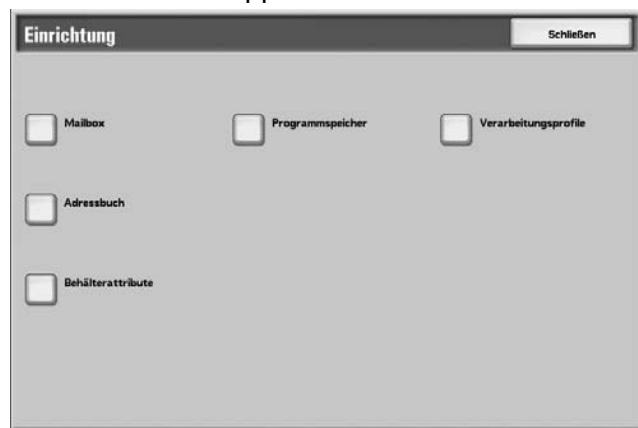 Einrichtung Schließen
Mailbox Programmspeicher Verarbeitungsprofile
Adressbuch
Behälterattribute